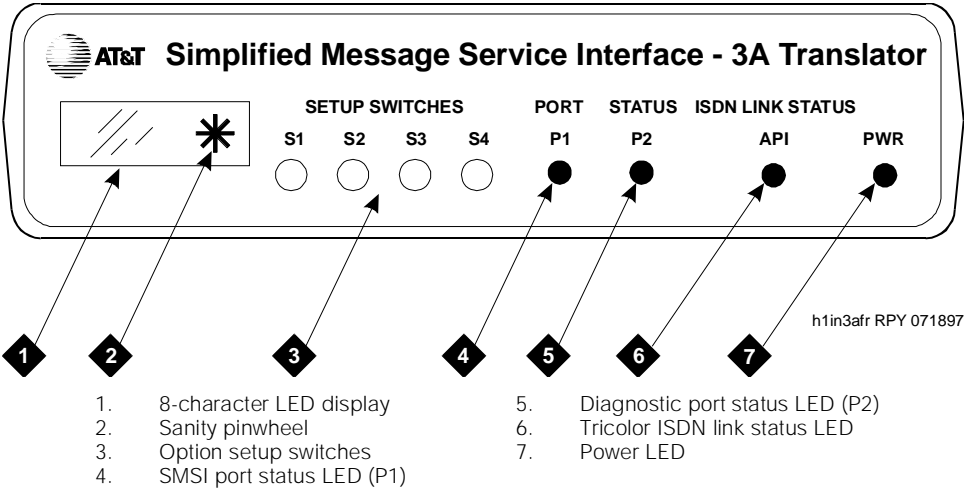 AT&T Simplified Message Service Interface - 3A Translator
SETUP SWITCHES PORT STATUS ISDN LINK STATUS
S1 S2 S3 S4 P1 P2 API PWR
h1in3afr RPY 071897
1 2 3 4 5 6 7
1. 8-character LED display
2. Sanity pinwheel
3. Option setup switches
4. SMSI port status LED (P1)
5. Diagnostic port status LED (P2)
6. Tricolor ISDN link status LED
7. Power LED